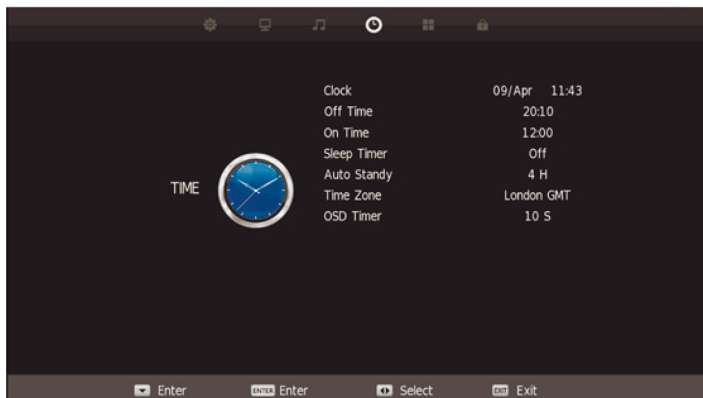 Clock 09/Apr 11:43
Off Time 20:10
On Time 12:00
Sleep Timer Off
Auto Standy 4 H
TIME
Time Zone London GMT
OSD Timer 10 S
Enter ENTER Enter Select EXIT Exit